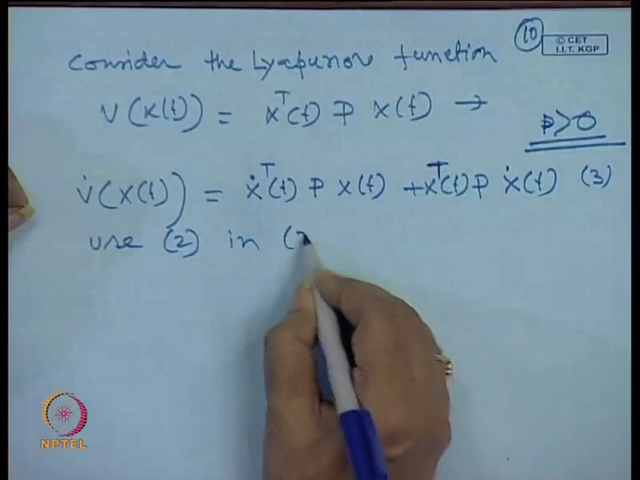 10
© CET
I.I.T. KGP
Consider the Lyapunov function
V(x(t)) = x^T(t) P x(t) →
P>0
V̇(x(t)) = ẋ^T(t) P x(t) + x^T(t) P ẋ(t) (3)
use (2) in (
NPTEL